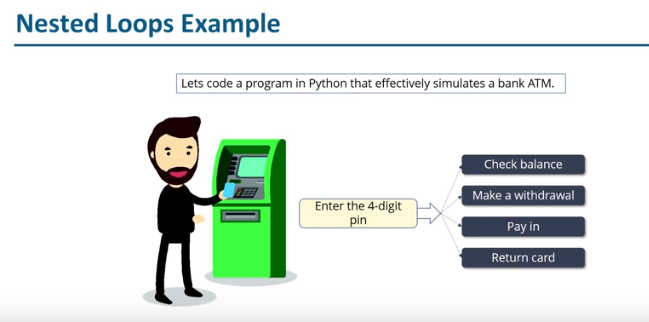 Nested Loops Example
Lets code a program in Python that effectively simulates a bank ATM.
Enter the 4-digit
pin
Check balance
Make a withdrawal
Pay in
Return card